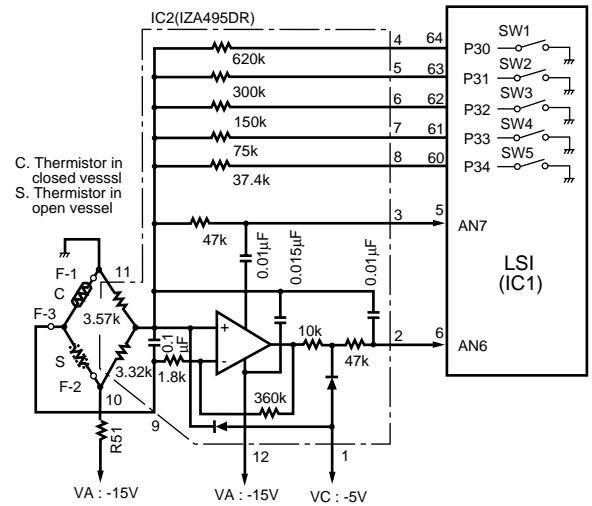 IC2(IZA495DR)
4 64
620k
P30 SW1
5 63
300k
P31 SW2
6 62
150k
P32 SW3
7 61
75k
P33 SW4
8 60
37.4k
P34 SW5
C. Thermistor in
closed vesssl
S. Thermistor in
open vessel
47k
3 5
AN7
LSI
(IC1)
0.01µF
0.015µF
0.01µF
F-1
11
C
F-3
3.57k
S
3.32k
F-2
10
R51
9
0.1
µF
1.8k
+
-
360k
10k
47k
2 6
AN6
12
1
VA : -15V
VA : -15V
VC : -5V